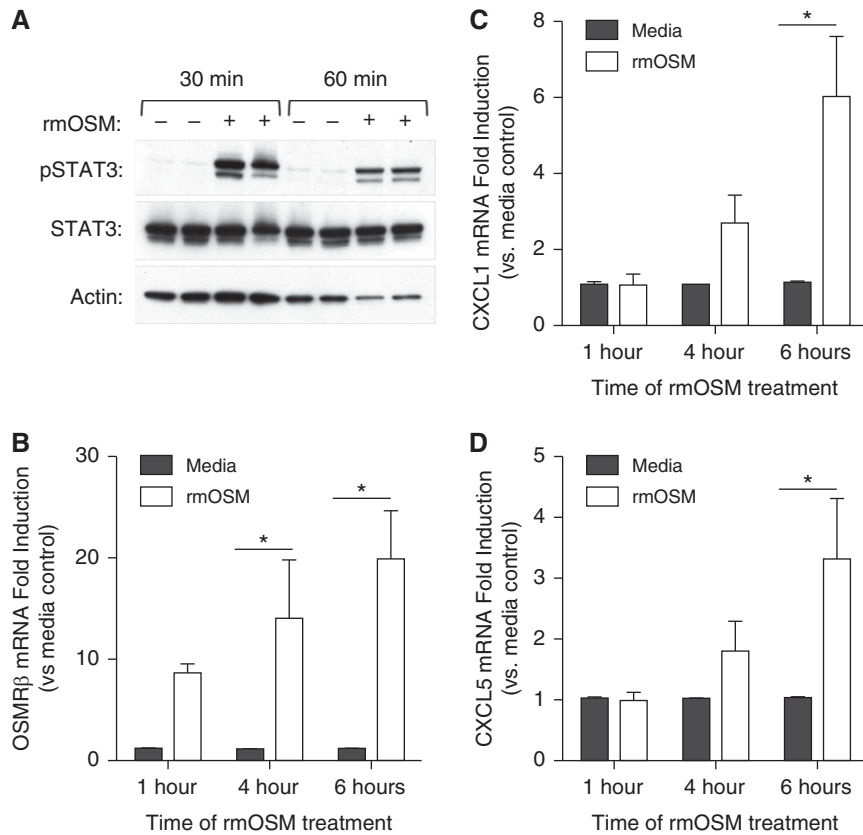 A
30 min 60 min
rmOSM: – – + + – – + +
pSTAT3:
STAT3:
Actin:
B
OSMRβ mRNA Fold Induction
(vs media control)
30
20
10
0
Media
rmOSM
*
*
1 hour 4 hour 6 hours
Time of rmOSM treatment
C
CXCL1 mRNA Fold Induction
(vs. media control)
8
6
4
2
0
Media
rmOSM
*
1 hour 4 hour 6 hours
Time of rmOSM treatment
D
CXCL5 mRNA Fold Induction
(vs. media control)
5
4
3
2
1
0
Media
rmOSM
*
1 hour 4 hour 6 hours
Time of rmOSM treatment